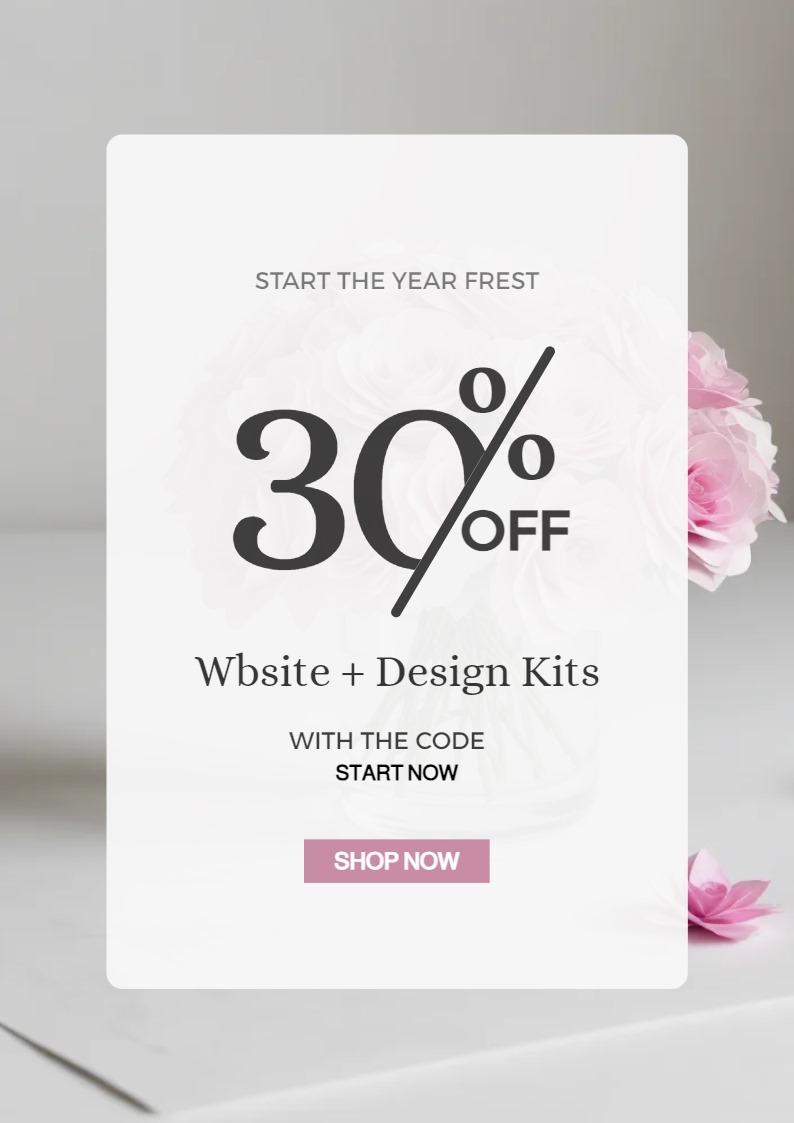 START THE YEAR FREST
30%
OFF
Wbsite + Design Kits
WITH THE CODE
START NOW
SHOP NOW